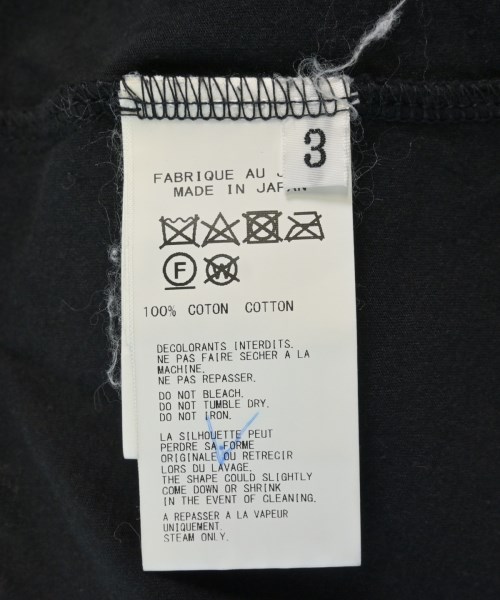 3
FABRIQUE AU
MADE IN JAPAN
F
W
100% COTON COTTON
DECOLORANTS INTERDITS.
NE PAS FAIRE SECHER A LA
MACHINE.
NE PAS REPASSER.
DO NOT BLEACH.
DO NOT TUMBLE DRY.
DO NOT IRON.
LA SILHOUETTE PEUT
PERDRE SA FORME
ORIGINALE OU RETRECIR
LORS DU LAVAGE.
THE SHAPE COULD SLIGHTLY
COME DOWN OR SHRINK
IN THE EVENT OF CLEANING.
A REPASSER A LA VAPEUR
UNIQUEMENT.
STEAM ONLY.